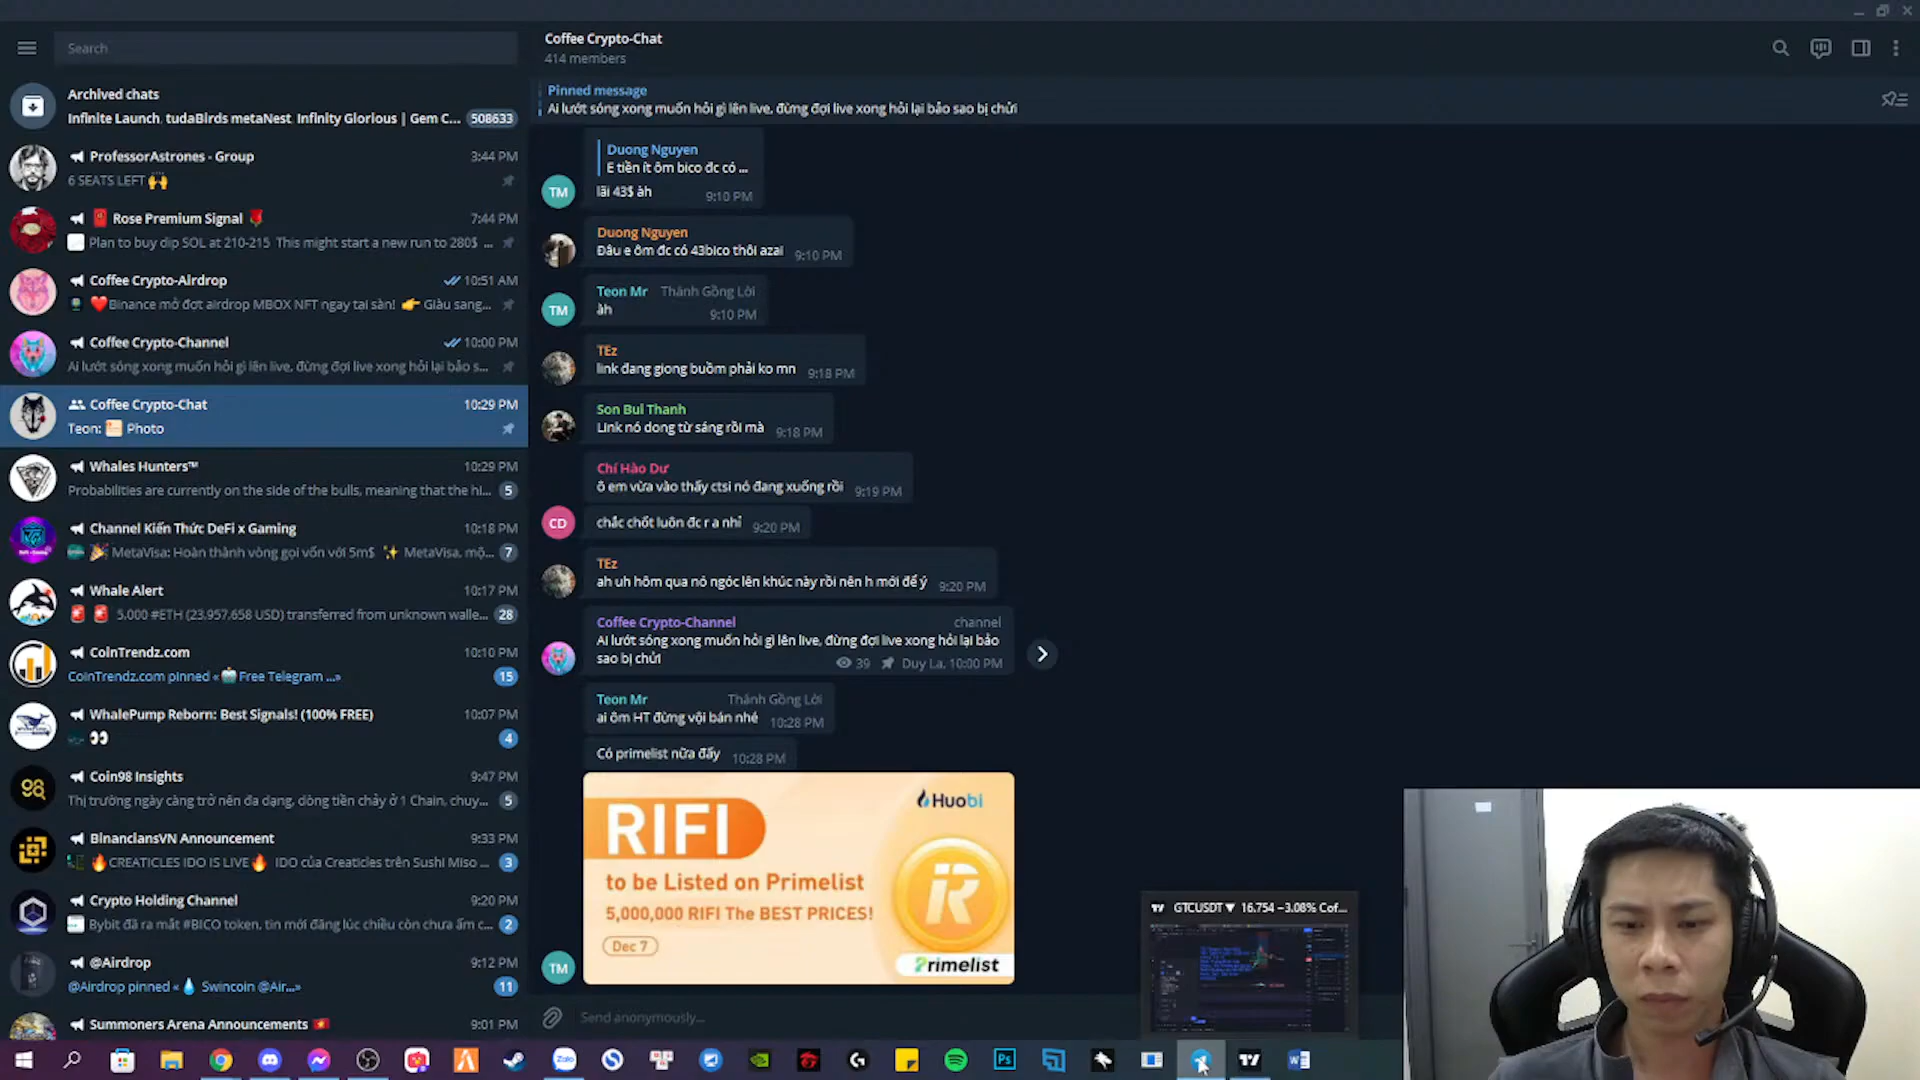 Search
Archived chats
Infinite Launch, tudaBirds metaNest, Infinity Glorious | Gem C... 508633
ProfessorAstrones - Group 3:44 PM
6 SEATS LEFT 🙌
Rose Premium Signal 🌹 7:44 PM
Plan to buy dip SOL at 210-215 This might start a new run to 280$ ...
Coffee Crypto-Airdrop 10:51 AM
❤️Binance mở đợt airdrop MBOX NFT ngay tại sàn! 👉 Giàu sang...
Coffee Crypto-Channel 10:00 PM
Ai lướt sóng xong muốn hỏi gì lên live, đừng đợi live xong hỏi lại bảo s...
Coffee Crypto-Chat 10:29 PM
Teon: Photo
Whales Hunters™ 10:29 PM
Probabilities are currently on the side of the bulls, meaning that the hi... 5
Channel Kiến Thức DeFi x Gaming 10:18 PM
🎉 MetaVisa: Hoàn thành vòng gọi vốn với 5m$ ✨ MetaVisa, mộ... 7
Whale Alert 10:17 PM
🚨 🚨 5,000 #ETH (23,957,658 USD) transferred from unknown walle... 28
CoinTrendz.com 10:10 PM
CoinTrendz.com pinned «🤖Free Telegram ...» 15
WhalePump Reborn: Best Signals! (100% FREE) 10:07 PM
👀 4
Coin98 Insights 9:47 PM
Thị trường ngày càng trở nên đa dạng, dòng tiền chảy ở 1 Chain, chuy... 5
BinanciansVN Announcement 9:33 PM
🔥CREATICLES IDO IS LIVE🔥 IDO của Creaticles trên Sushi Miso ... 3
Crypto Holding Channel 9:20 PM
Bybit đã ra mắt #BICO token, tin mới đăng lúc chiều còn chưa ấm c... 2
@Airdrop 9:12 PM
@Airdrop pinned «💧 Swincoin @Air...» 11
Summoners Arena Announcements 🇻🇳 9:01 PM
Coffee Crypto-Chat
414 members
Pinned message
Ai lướt sóng xong muốn hỏi gì lên live, đừng đợi live xong hỏi lại bảo sao bị chửi
Duong Nguyen
E tiền ít ôm bico đc có ...
TM
lãi 43$ àh 9:10 PM
Duong Nguyen
Đâu e ôm đc có 43bico thôi azai 9:10 PM
Teon Mr Thánh Gồng Lời
TM
àh 9:10 PM
TEz
link đang giong buồm phải ko mn 9:18 PM
Son Bui Thanh
Link nó dong từ sáng rồi mà 9:18 PM
Chí Hào Dư
ô em vừa vào thấy ctsi nó đang xuống rồi 9:19 PM
CD
chắc chốt luôn đc r a nhỉ 9:20 PM
TEz
ah uh hôm qua nó ngóc lên khúc này rồi nên h mới để ý 9:20 PM
Coffee Crypto-Channel channel
Ai lướt sóng xong muốn hỏi gì lên live, đừng đợi live xong hỏi lại bảo
sao bị chửi 39 Duy La, 10:00 PM
Teon Mr Thánh Gồng Lời
ai ôm HT đừng vội bán nhé 10:28 PM
Có primelist nữa đấy 10:28 PM
Huobi
RIFI
to be Listed on Primelist
5,000,000 RIFI The BEST PRICES!
Dec 7
Primelist
TM
Send anonymously...
GTCUSDT▼ 16.754 −3.08% Cof...